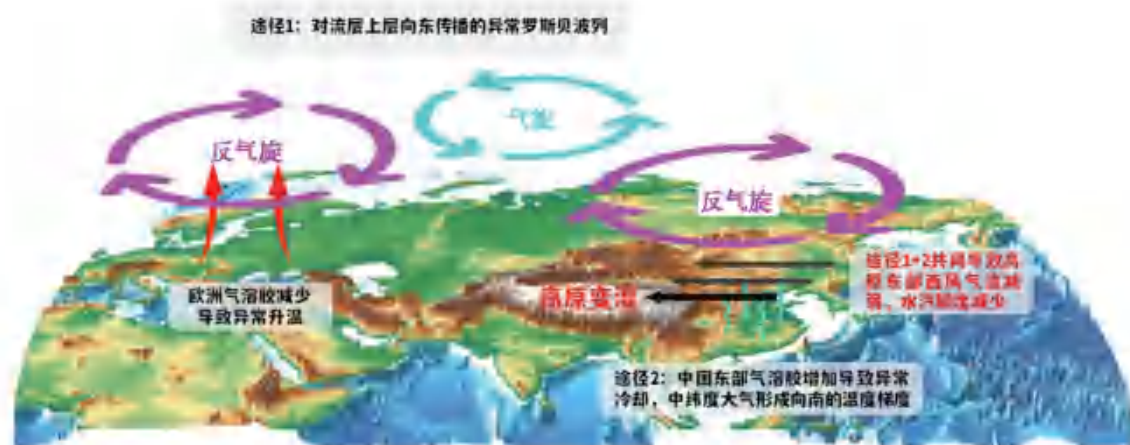 途径1：对流层上层向东传播的异常罗斯贝波列
气旋
反气旋
反气旋
途径1+2共同导致高
原东部西风气流减
弱、水汽辐度减少
高原变湿
欧洲气溶胶减少
导致异常升温
途径2：中国东部气溶胶增加导致异常
冷却，中纬度大气形成向南的温度梯度